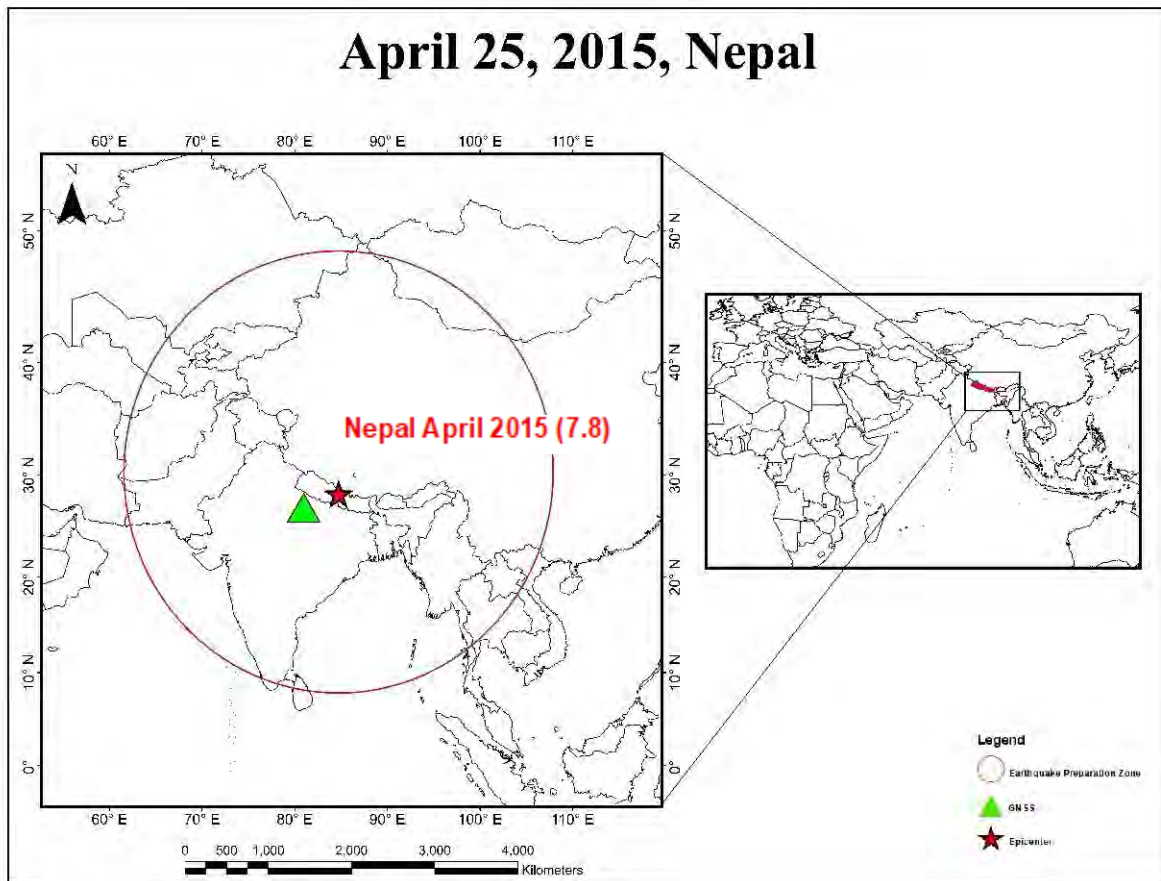 April 25, 2015, Nepal
60° E 70° E 80° E 90° E 100° E 110° E
N
50° N 50° N
40° N 40° N
Nepal April 2015 (7.8)
30° N 30° N
20° N 20° N
10° N 10° N
0° 0°
60° E 70° E 80° E 90° E 100° E 110° E
0 500 1,000 2,000 3,000 4,000
Kilometers
Legend
Earthquake Preparation Zone
GNSS
Epicenter